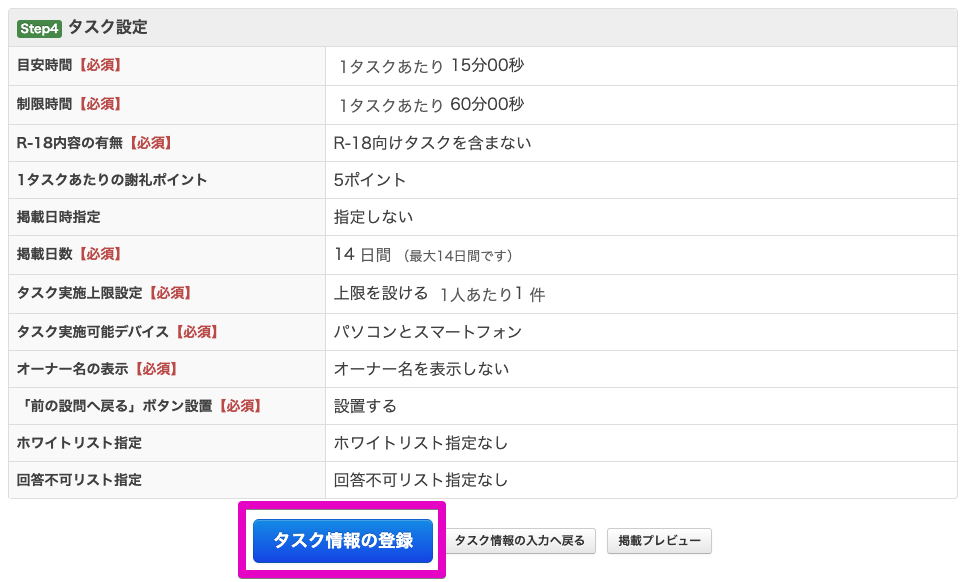 Step4 タスク設定
目安時間【必須】 1タスクあたり 15分00秒
制限時間【必須】 1タスクあたり 60分00秒
R-18内容の有無【必須】 R-18向けタスクを含まない
1タスクあたりの謝礼ポイント 5ポイント
掲載日時指定 指定しない
掲載日数【必須】 14 日間 （最大14日間です）
タスク実施上限設定【必須】 上限を設ける 1人あたり1 件
タスク実施可能デバイス【必須】 パソコンとスマートフォン
オーナー名の表示【必須】 オーナー名を表示しない
「前の設問へ戻る」ボタン設置【必須】 設置する
ホワイトリスト指定 ホワイトリスト指定なし
回答不可リスト指定 回答不可リスト指定なし
タスク情報の登録 タスク情報の入力へ戻る 掲載プレビュー